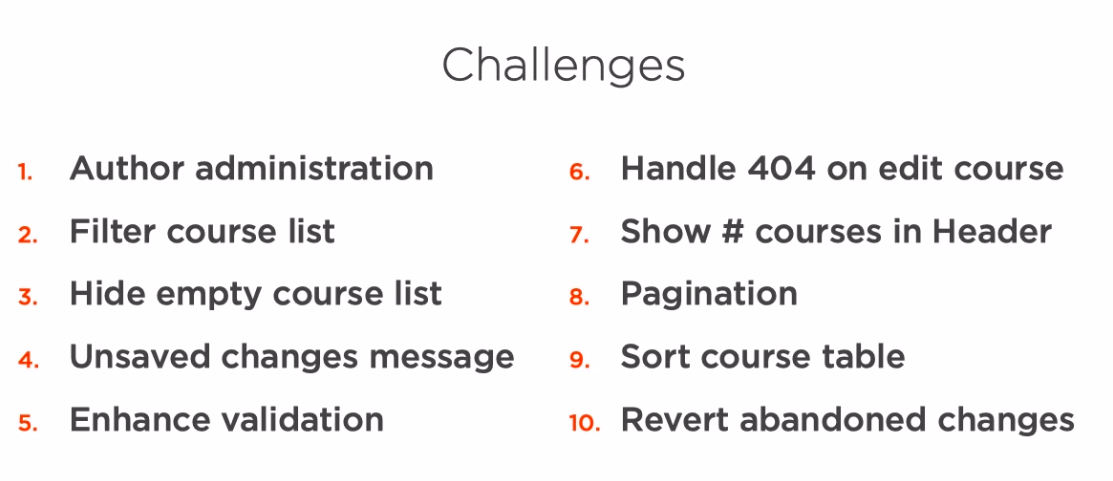 Challenges
1. Author administration
2. Filter course list
3. Hide empty course list
4. Unsaved changes message
5. Enhance validation
6. Handle 404 on edit course
7. Show # courses in Header
8. Pagination
9. Sort course table
10. Revert abandoned changes